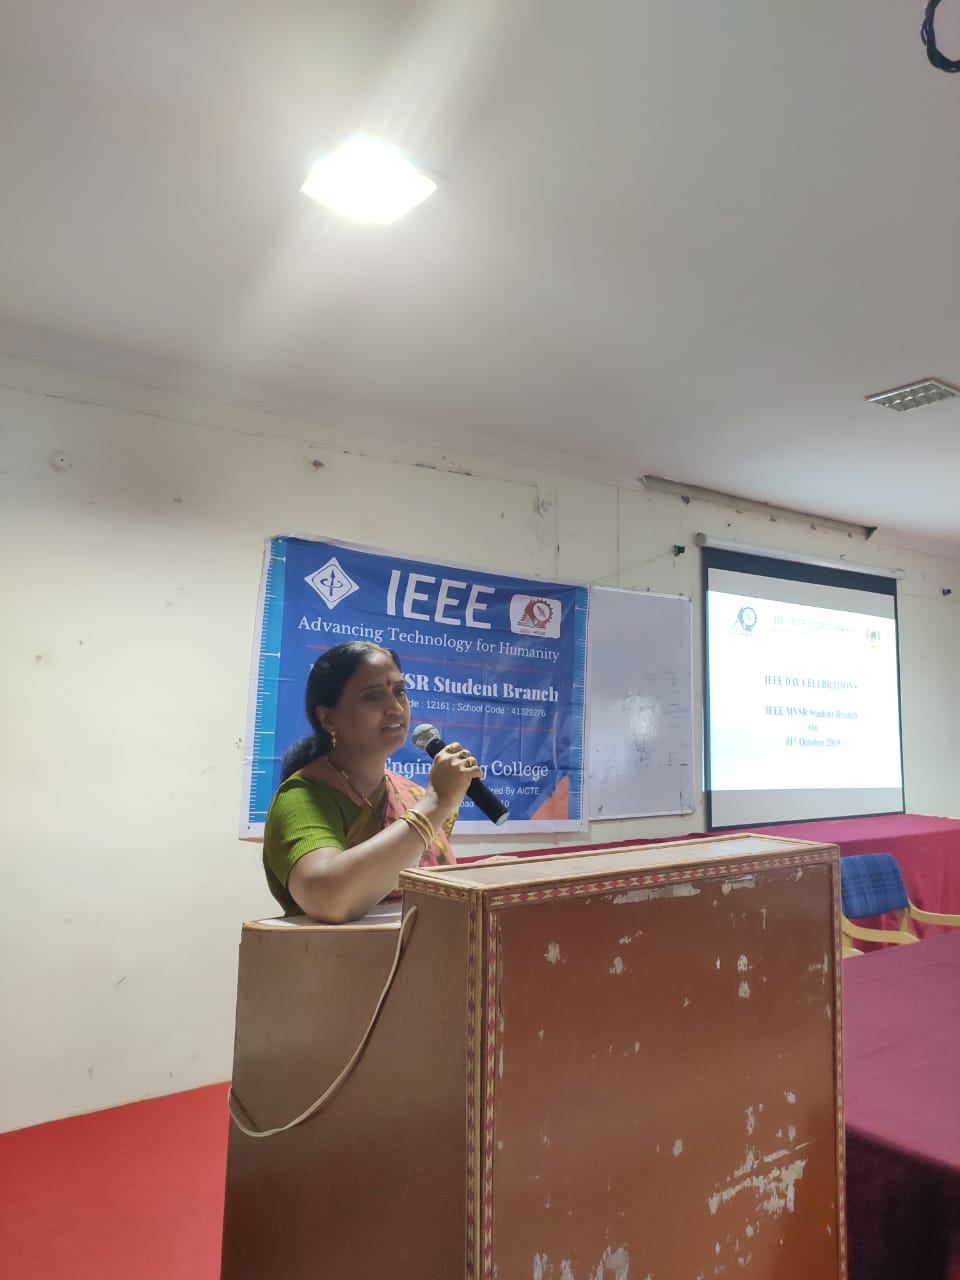 IEEE
Advancing Technology for Humanity
SR Student Branch
de : 12161 ; School Code : 41329276
Engin g College
By AICTE
10
IEEE DAY CELEBRATIONS
IEEE MVSR Student Branch
On
01st October-2019